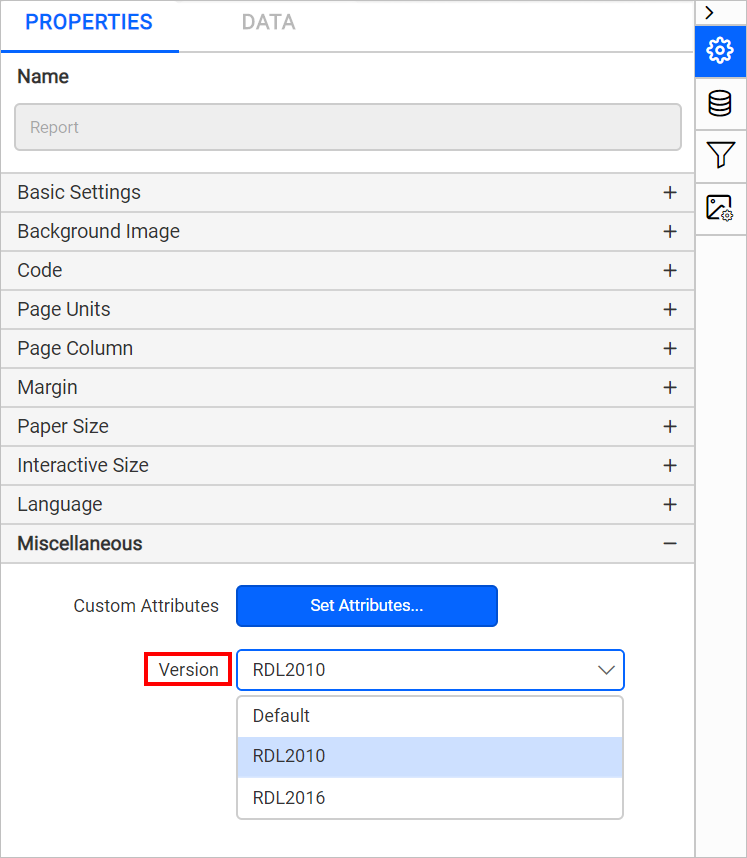 PROPERTIES DATA
Name
Report
Basic Settings
Background Image
Code
Page Units
Page Column
Margin
Paper Size
Interactive Size
Language
Miscellaneous
Custom Attributes Set Attributes...
Version RDL2010
Default
RDL2010
RDL2016